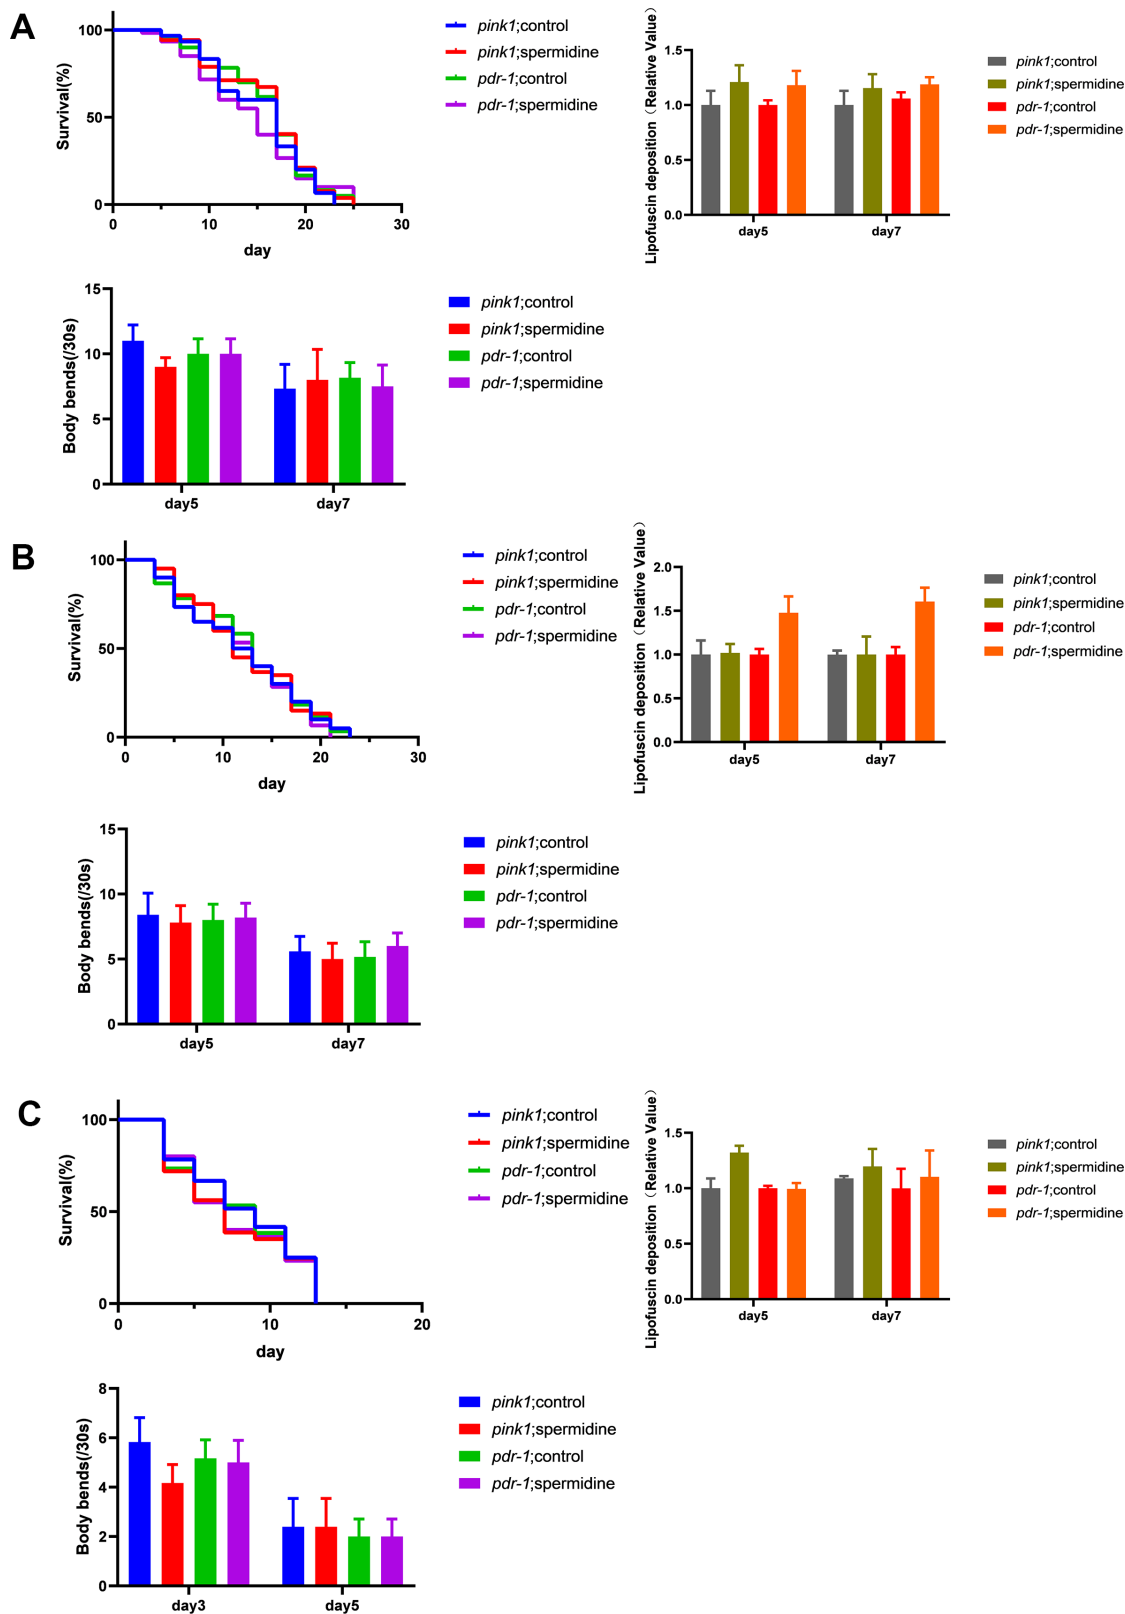 A
Survival(%)
100
50
0
0
10
20
30
day
pink1;control
pink1;spermidine
pdr-1;control
pdr-1;spermidine
Lipofuscin deposition（Relative Value）
1.5
1.0
0.5
0.0
day5
day7
pink1;control
pink1;spermidine
pdr-1;control
pdr-1;spermidine
Body bends(/30s)
15
10
5
0
day5
day7
pink1;control
pink1;spermidine
pdr-1;control
pdr-1;spermidine
B
Survival(%)
100
50
0
0
10
20
30
day
pink1;control
pink1;spermidine
pdr-1;control
pdr-1;spermidine
Lipofuscin deposition（Relative Value）
2.0
1.5
1.0
0.5
0.0
day5
day7
pink1;control
pink1;spermidine
pdr-1;control
pdr-1;spermidine
Body bends(/30s)
15
10
5
0
day5
day7
pink1;control
pink1;spermidine
pdr-1;control
pdr-1;spermidine
C
Survival(%)
100
50
0
0
10
20
day
pink1;control
pink1;spermidine
pdr-1;control
pdr-1;spermidine
Lipofuscin deposition（Relative Value）
1.5
1.0
0.5
0.0
day5
day7
pink1;control
pink1;spermidine
pdr-1;control
pdr-1;spermidine
Body bends(/30s)
8
6
4
2
0
day3
day5
pink1;control
pink1;spermidine
pdr-1;control
pdr-1;spermidine